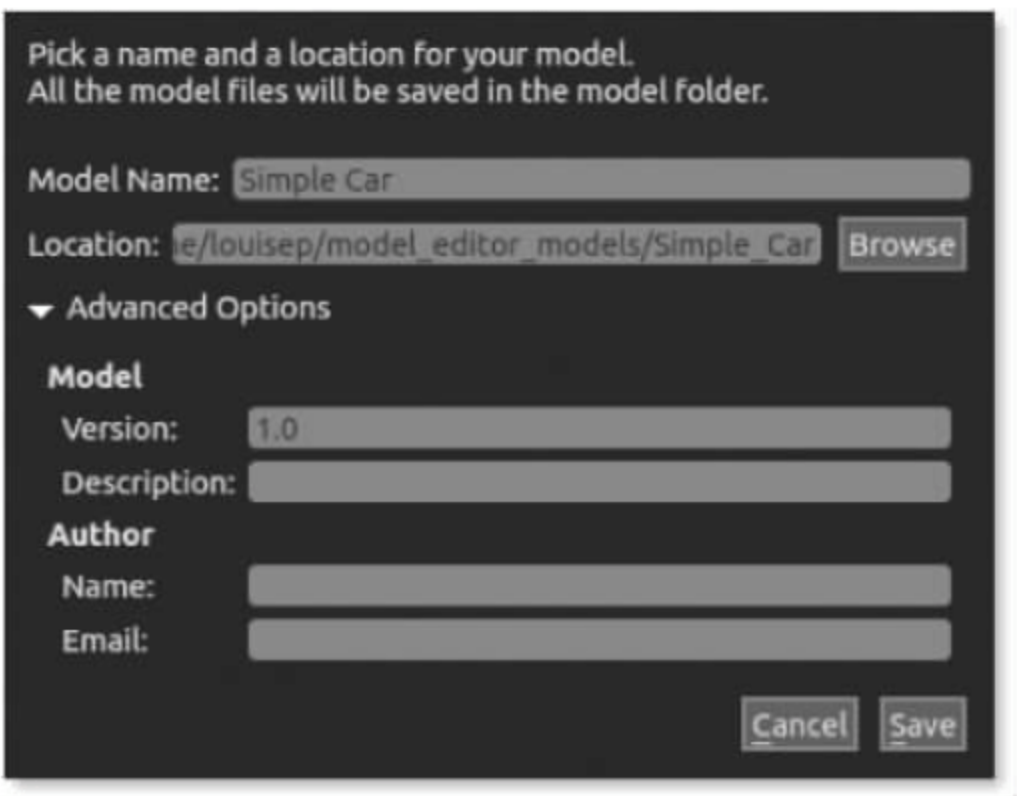 Pick a name and a location for your model.
All the model files will be saved in the model folder.
Model Name: Simple Car
Location: e/louisep/model_editor_models/Simple_Car Browse
Advanced Options
Model
Version: 1.0
Description:
Author
Name:
Email:
Cancel Save